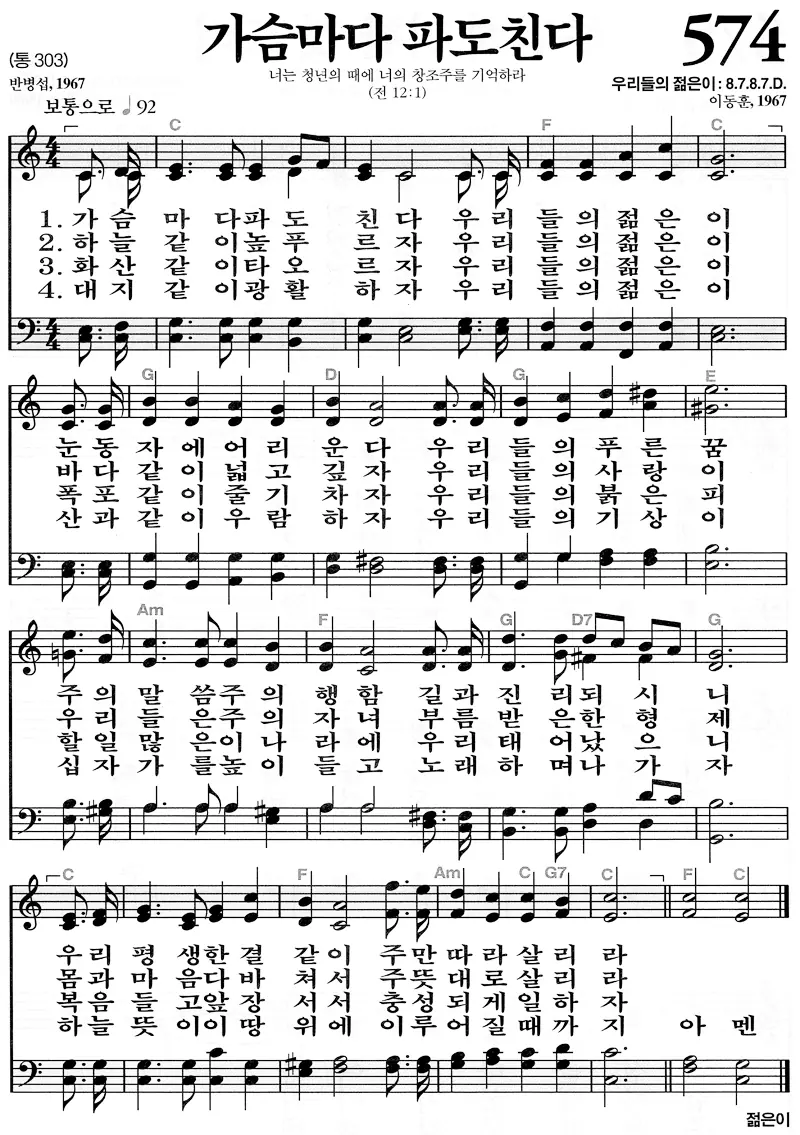 가슴마다 파도친다
574
(통 303)
너는 청년의 때에 너의 창조주를 기억하라
반병섭, 1967
(전 12:1)
우리들의 젊은이 : 8.7.8.7.D.
보통으로 ♩ 92
이동훈, 1967
C F C
1. 가 슴 마 다 파 도 친 다 우 리 들 의 젊 은 이
2. 하 늘 같 이 높 푸 르 자 우 리 들 의 젊 은 이
3. 화 산 같 이 타 오 르 자 우 리 들 의 젊 은 이
4. 대 지 같 이 광 활 하 자 우 리 들 의 젊 은 이
G D G E
눈 동 자 에 어 리 운 다 우 리 들 의 푸 른 꿈
바 다 같 이 넓 고 깊 자 우 리 들 의 사 랑 이
폭 포 같 이 줄 기 차 자 우 리 들 의 붉 은 피
산 과 같 이 우 람 하 자 우 리 들 의 기 상 이
Am F G D7 G
주 의 말 씀 주 의 행 함 길 과 진 리 되 시 니
우 리 들 은 주 의 자 녀 부 름 받 은 한 형 제
할 일 많 은 이 나 라 에 우 리 태 어 났 으 니
십 자 가 를 높 이 들 고 노 래 하 며 나 가 자
C F Am C G7 C F C
우 리 평 생 한 결 같 이 주 만 따 라 살 리 라
몸 과 마 음 다 바 쳐 서 주 뜻 대 로 살 리 라
복 음 들 고 앞 장 서 서 충 성 되 게 일 하 자
하 늘 뜻 이 이 땅 위 에 이 루 어 질 때 까 지 아 멘
젊은이